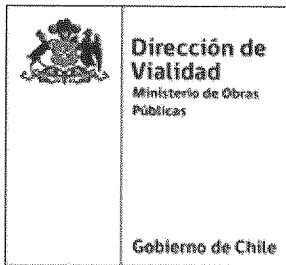 Dirección de
Vialidad
Ministerio de Obras
Públicas
Gobierno de Chile